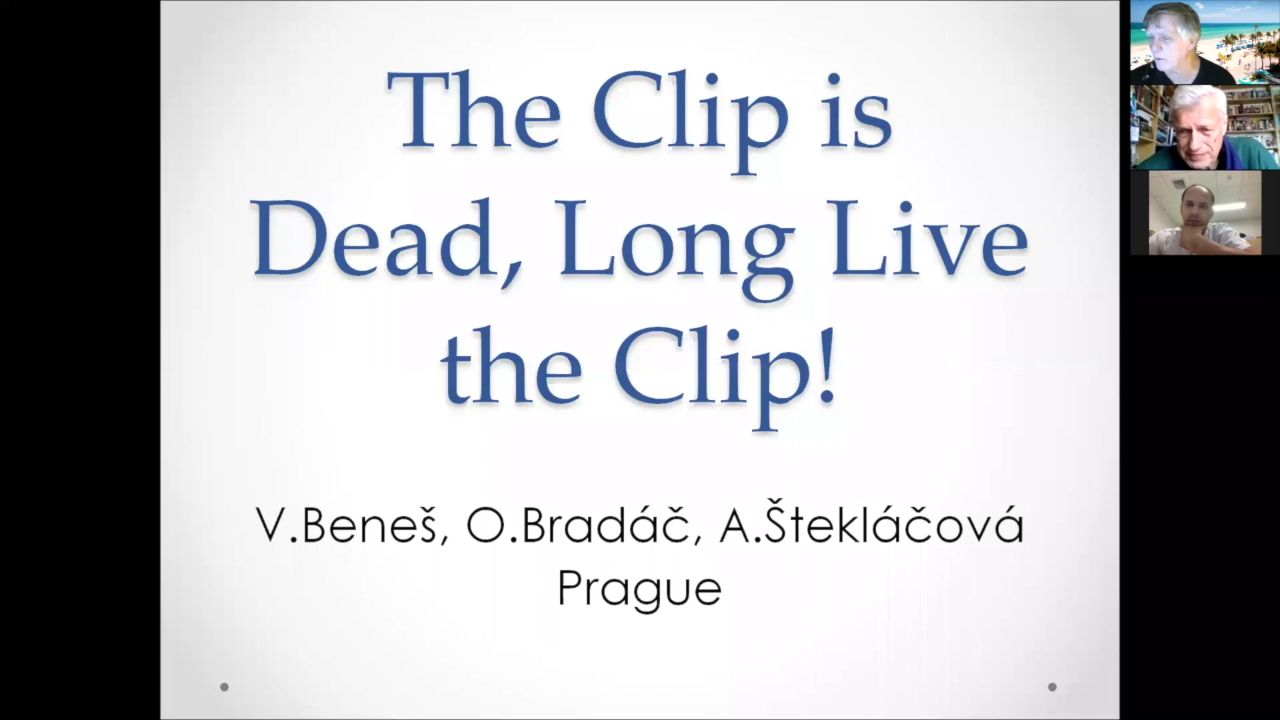 The Clip is
Dead, Long Live
the Clip!
V.Beneš, O.Bradáč, A.Štekláčová
Prague